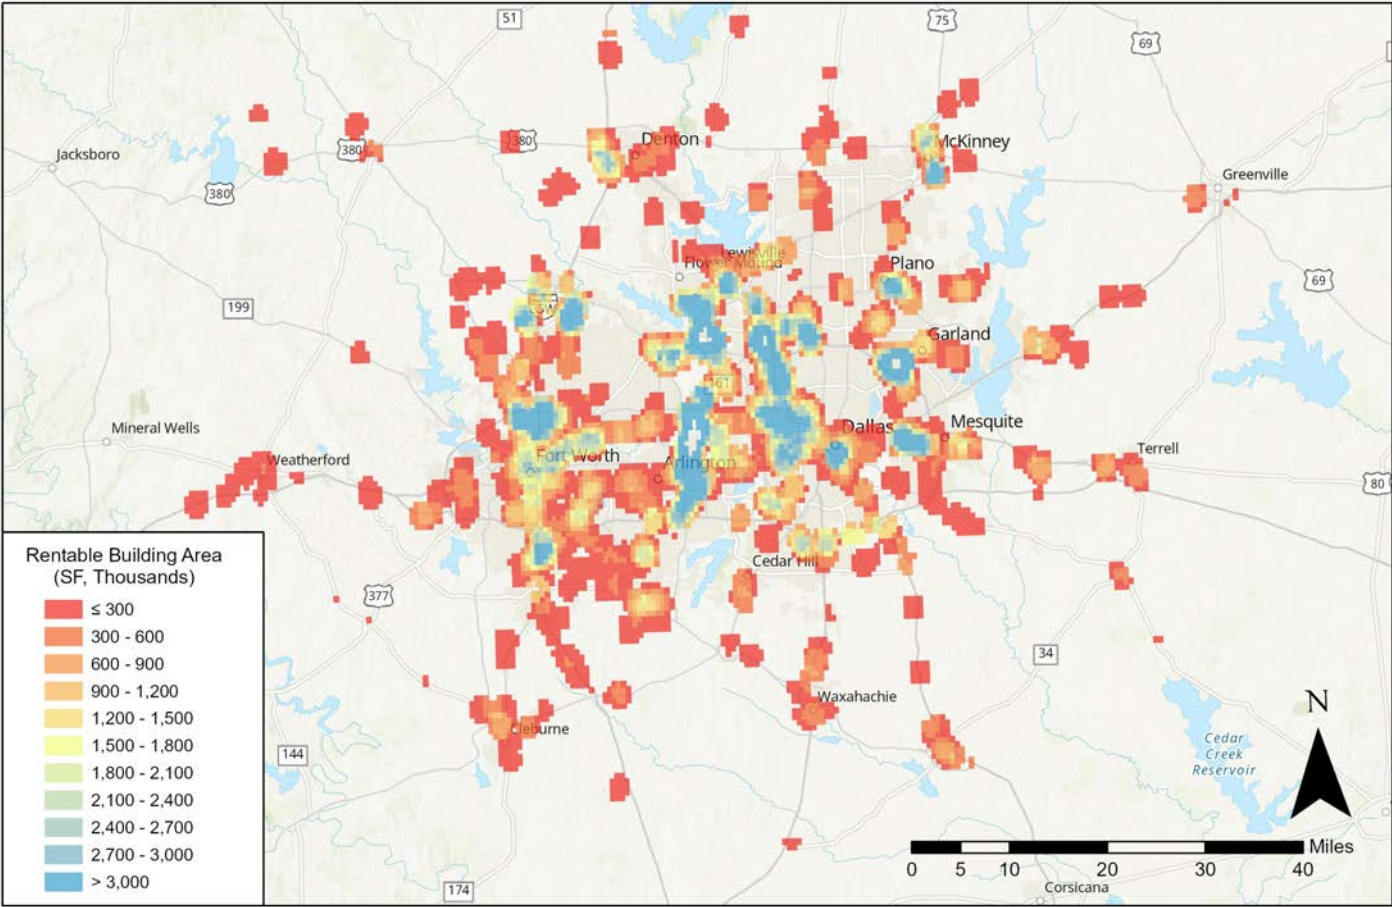 51
75
69
Jacksboro
380
380
Denton
McKinney
380
Greenville
Lewisville
Flower Mound
Plano
69
199
35W
Garland
161
Mineral Wells
Dallas
Mesquite
Weatherford
Fort Worth
Arlington
Terrell
80
Rentable Building Area
(SF, Thousands)
≤ 300
300 - 600
600 - 900
900 - 1,200
1,200 - 1,500
1,500 - 1,800
1,800 - 2,100
2,100 - 2,400
2,400 - 2,700
2,700 - 3,000
> 3,000
Cedar Hill
377
34
Waxahachie
N
Cleburne
144
Cedar
Creek
Reservoir
Miles
0 5 10 20 30 40
174
Corsicana